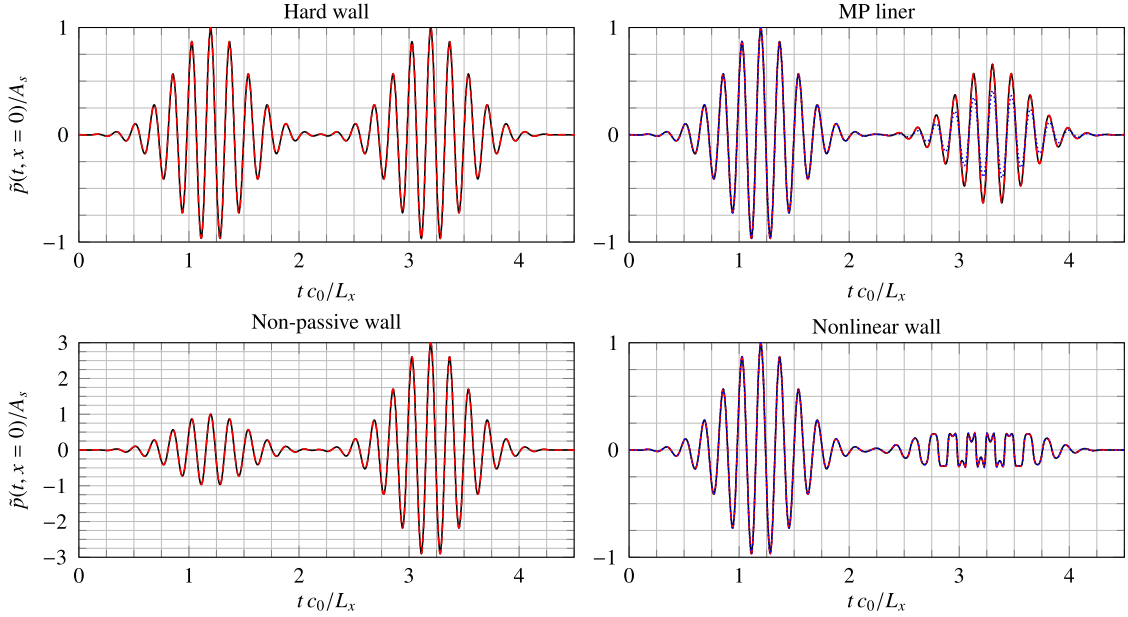 Hard wall
MP liner
p̃(t, x = 0)/A_s
1
0
−1
0 1 2 3 4
t c_0/L_x
1
0
−1
0 1 2 3 4
t c_0/L_x
Non-passive wall
Nonlinear wall
p̃(t, x = 0)/A_s
3
2
1
0
−1
−2
−3
0 1 2 3 4
t c_0/L_x
1
0
−1
0 1 2 3 4
t c_0/L_x